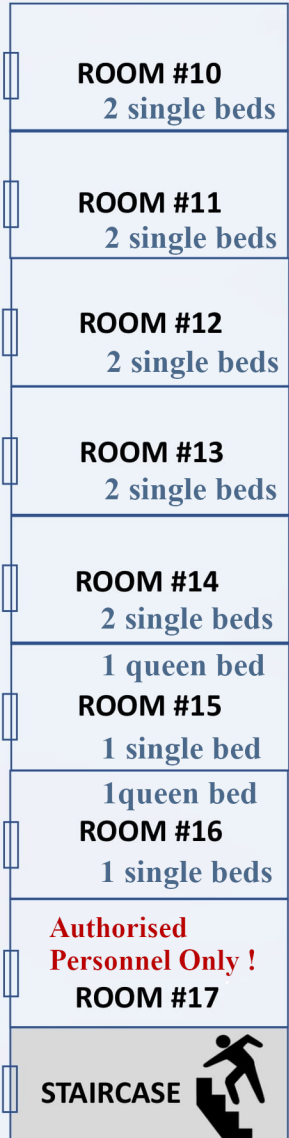 ROOM #10
2 single beds
ROOM #11
2 single beds
ROOM #12
2 single beds
ROOM #13
2 single beds
ROOM #14
2 single beds
1 queen bed
ROOM #15
1 single bed
1queen bed
ROOM #16
1 single beds
Authorised
Personnel Only !
ROOM #17
STAIRCASE